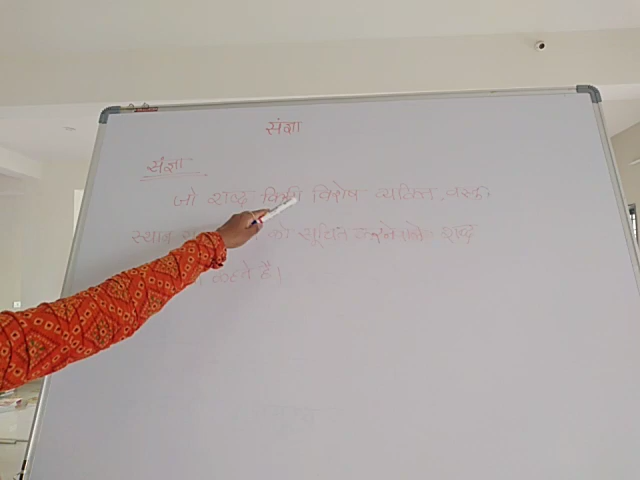 संज्ञा
संज्ञा
जो शब्द किसी विशेष व्यक्ति, वस्तु,
स्थान को सूचित करनेवाले शब्द
कहते है।